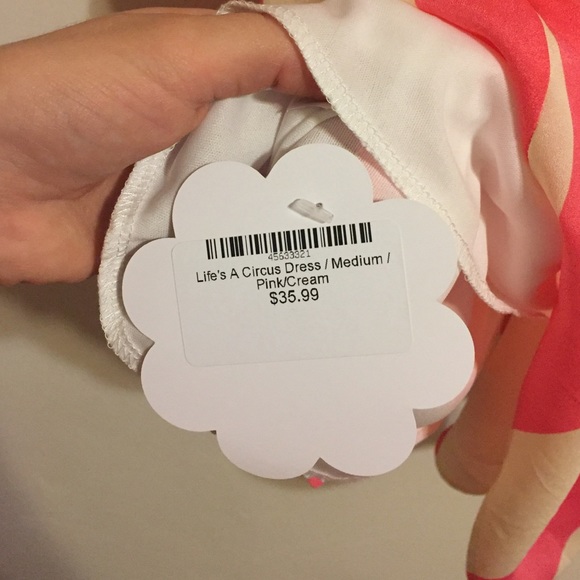 45633321
Life's A Circus Dress / Medium /
Pink/Cream
$35.99